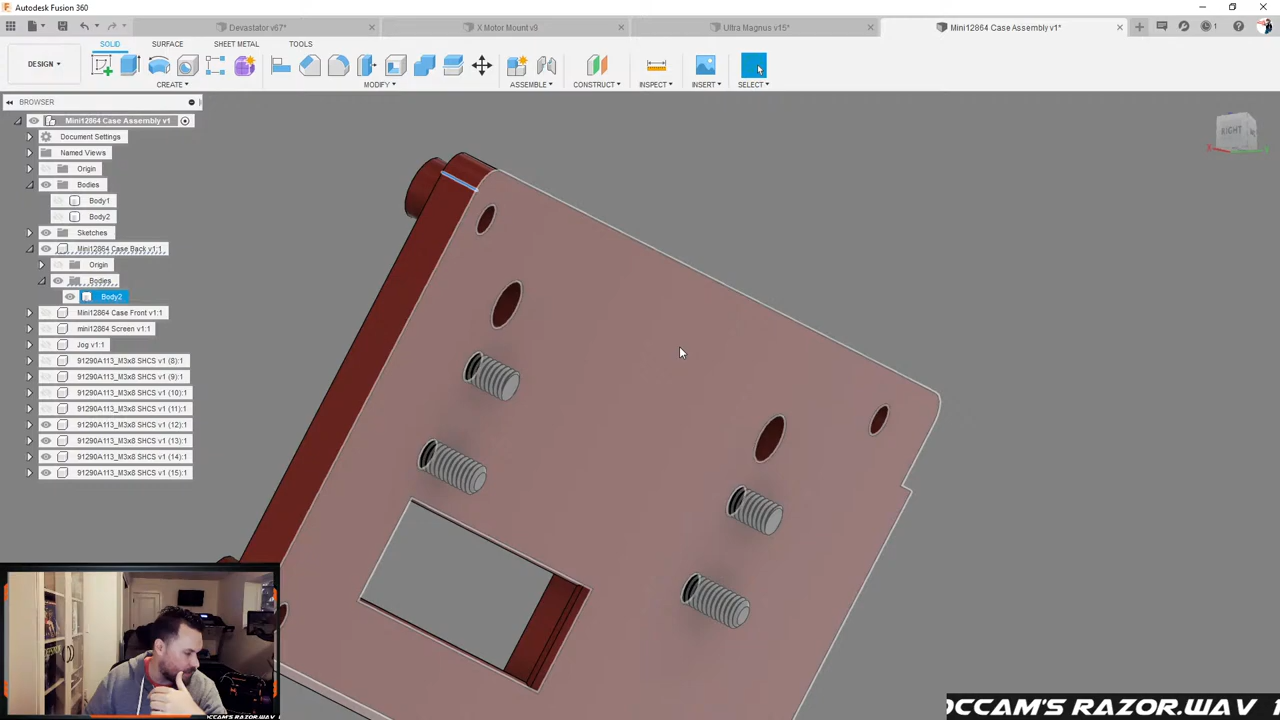 Autodesk Fusion 360
Devastator v67*
X Motor Mount v9
Ultra Magnus v15*
Mini12864 Case Assembly v1*
1
SOLID
SURFACE
SHEET METAL
TOOLS
DESIGN
CREATE
MODIFY
ASSEMBLE
CONSTRUCT
INSPECT
INSERT
SELECT
BROWSER
Mini12864 Case Assembly v1
Document Settings
Named Views
Origin
Bodies
Body1
Body2
Sketches
Mini12864 Case Back v1:1
Origin
Bodies
Body2
Mini12864 Case Front v1:1
mini12864 Screen v1:1
Jog v1:1
91290A113_M3x8 SHCS v1 (8):1
91290A113_M3x8 SHCS v1 (9):1
91290A113_M3x8 SHCS v1 (10):1
91290A113_M3x8 SHCS v1 (11):1
91290A113_M3x8 SHCS v1 (12):1
91290A113_M3x8 SHCS v1 (13):1
91290A113_M3x8 SHCS v1 (14):1
91290A113_M3x8 SHCS v1 (15):1
RIGHT
X
OCCAM'S RAZOR.WAV
CCAM'S RAZOR.WAV